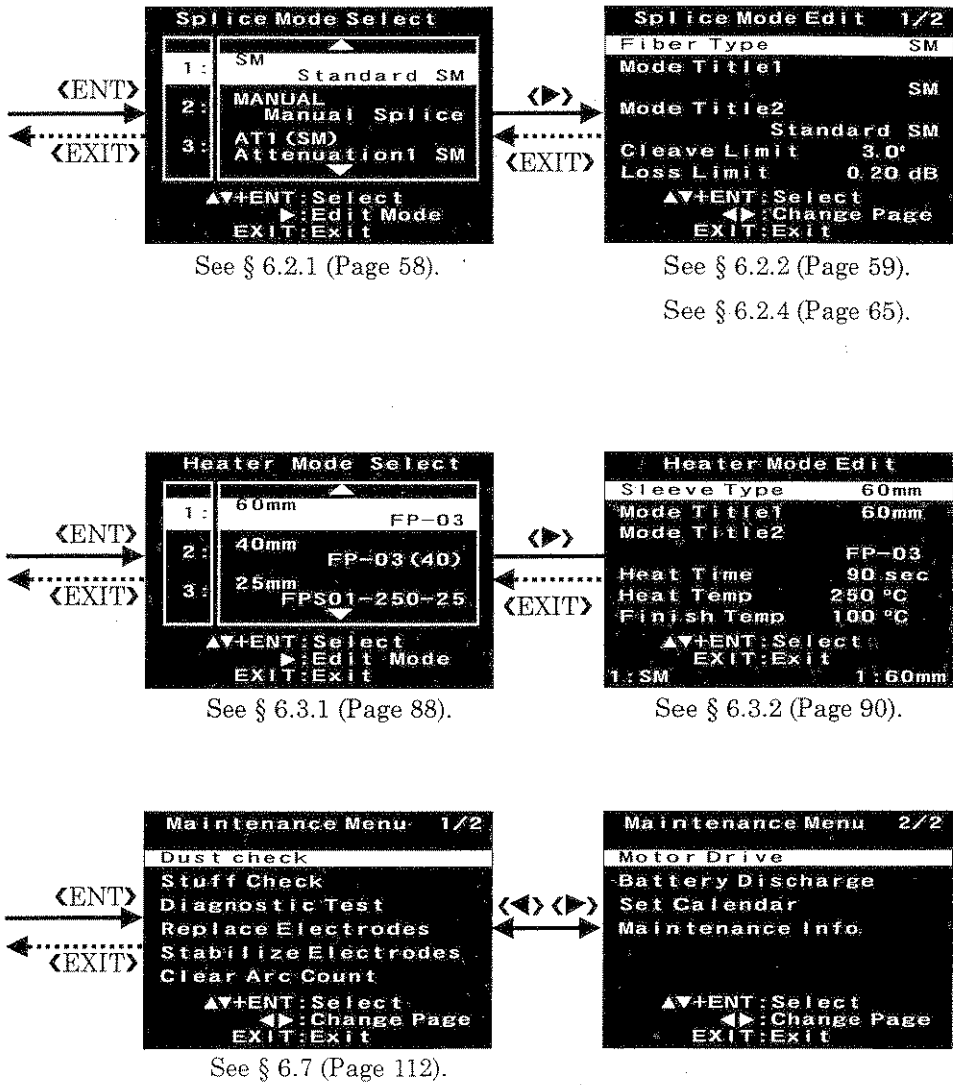 Splice Mode Select
1: SM
Standard SM
2: MANUAL
Manual Splice
3: AT1 (SM)
Attenuation1 SM
▲▼+ENT:Select
▶:Edit Mode
EXIT:Exit
《ENT》
《EXIT》
See § 6.2.1 (Page 58).
《▶》
《EXIT》
Splice Mode Edit 1/2
Fiber Type SM
Mode Title1
SM
Mode Title2
Standard SM
Cleave Limit 3.0°
Loss Limit 0.20 dB
▲▼+ENT:Select
◀▶:Change Page
EXIT:Exit
See § 6.2.2 (Page 59).
See § 6.2.4 (Page 65).
Heater Mode Select
1: 60mm
FP-03
2: 40mm
FP-03(40)
3: 25mm
FPS01-250-25
▲▼+ENT:Select
▶:Edit Mode
EXIT:Exit
《ENT》
《EXIT》
See § 6.3.1 (Page 88).
《▶》
《EXIT》
Heater Mode Edit
Sleeve Type 60mm
Mode Title1 60mm
Mode Title2
FP-03
Heat Time 90 sec
Heat Temp 250 °C
Finish Temp 100 °C
▲▼+ENT:Select
EXIT:Exit
1:SM 1:60mm
See § 6.3.2 (Page 90).
Maintenance Menu 1/2
Dust check
Stuff Check
Diagnostic Test
Replace Electrodes
Stabilize Electrodes
Clear Arc Count
▲▼+ENT:Select
◀▶:Change Page
EXIT:Exit
《ENT》
《EXIT》
See § 6.7 (Page 112).
《◀》《▶》
Maintenance Menu 2/2
Motor Drive
Battery Discharge
Set Calendar
Maintenance Info.
▲▼+ENT:Select
◀▶:Change Page
EXIT:Exit